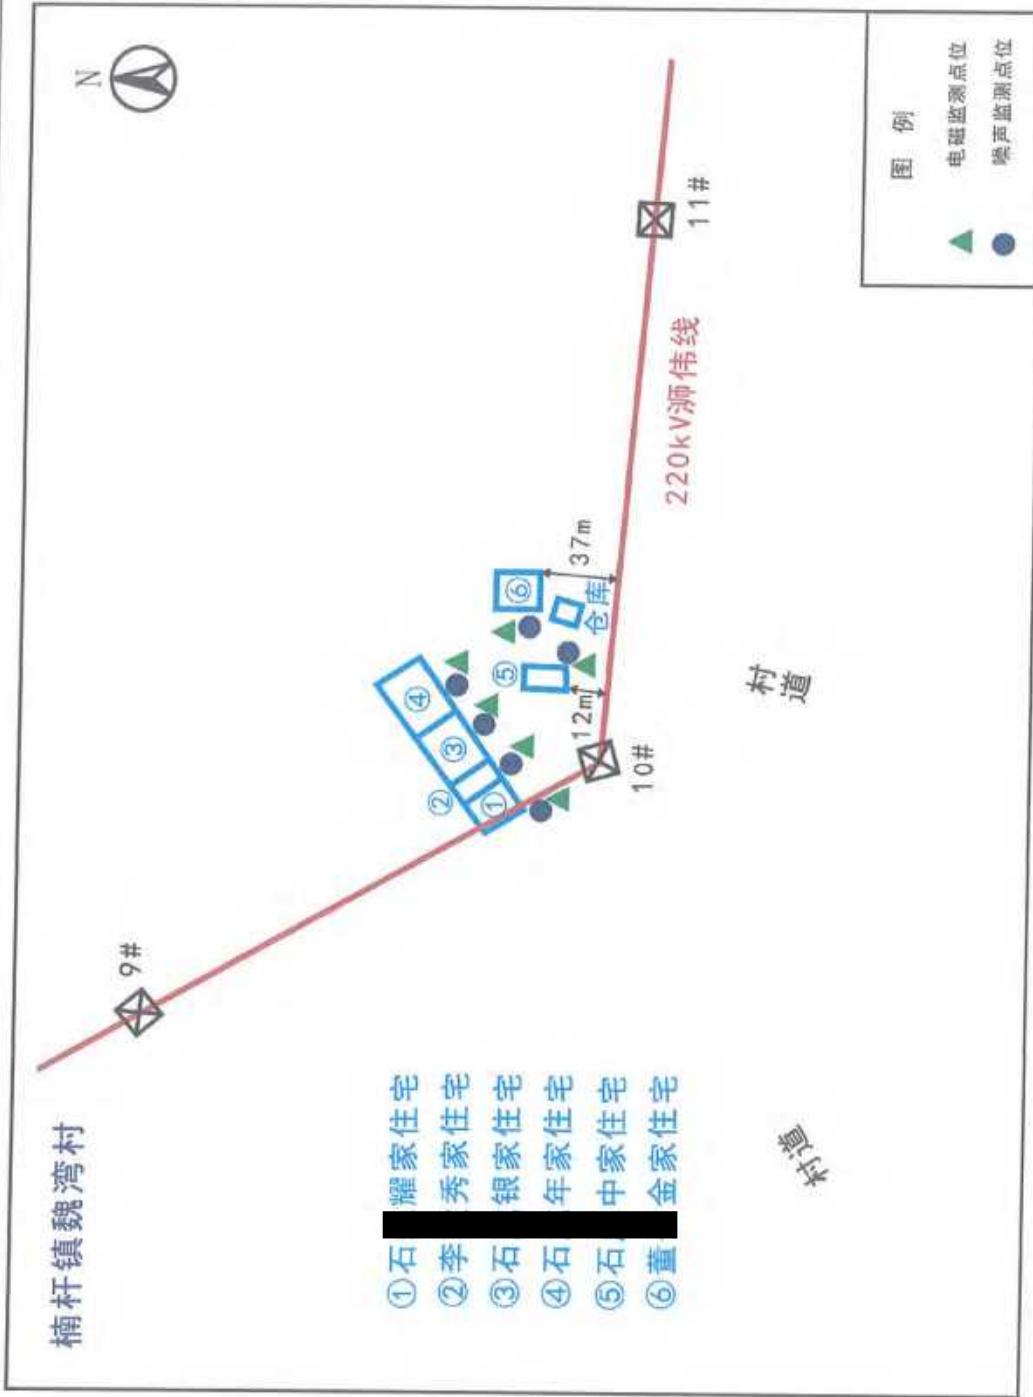 楠杆镇魏湾村
N
9#
10#
11#
220kV浉伟线
①
②
③
④
⑤
⑥
仓库
12m
37m
村道
村道
①石 耀家住宅
②李 秀家住宅
③石 银家住宅
④石 年家住宅
⑤石 中家住宅
⑥董 金家住宅
图 例
电磁监测点位
噪声监测点位